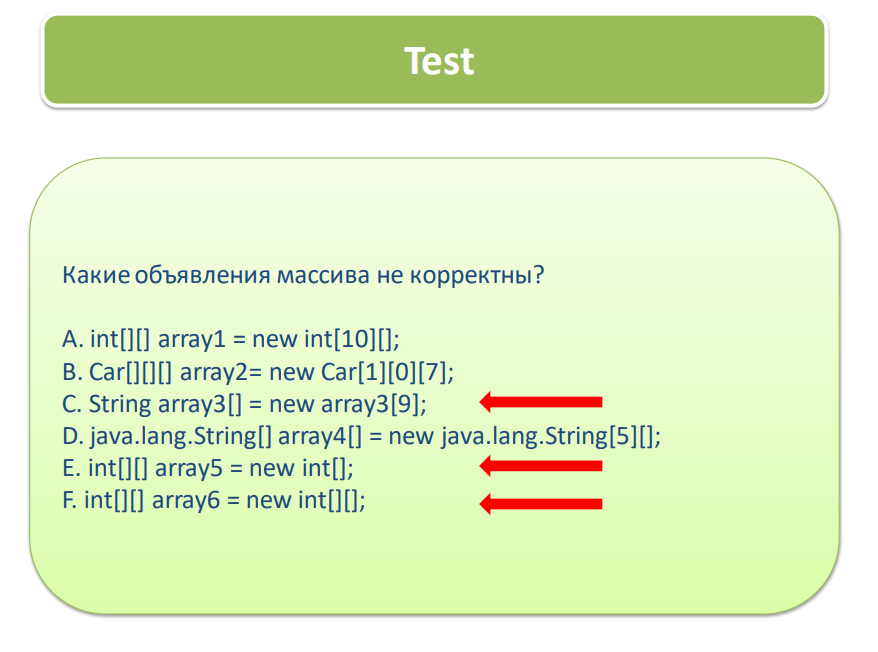 Test
Какие объявления массива не корректны?
A. int[][] array1 = new int[10][];
B. Car[][][] array2= new Car[1][0][7];
C. String array3[] = new array3[9];
D. java.lang.String[] array4[] = new java.lang.String[5][];
E. int[][] array5 = new int[];
F. int[][] array6 = new int[][];